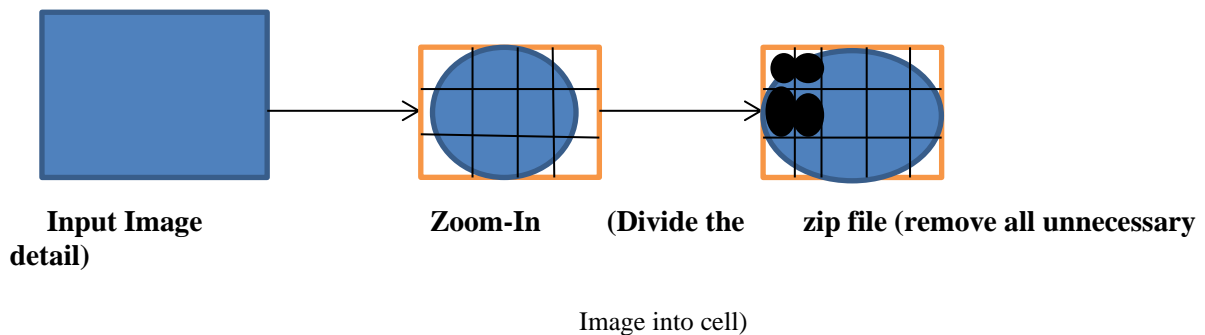 Input Image Zoom-In (Divide the zip file (remove all unnecessary
detail)
Image into cell)